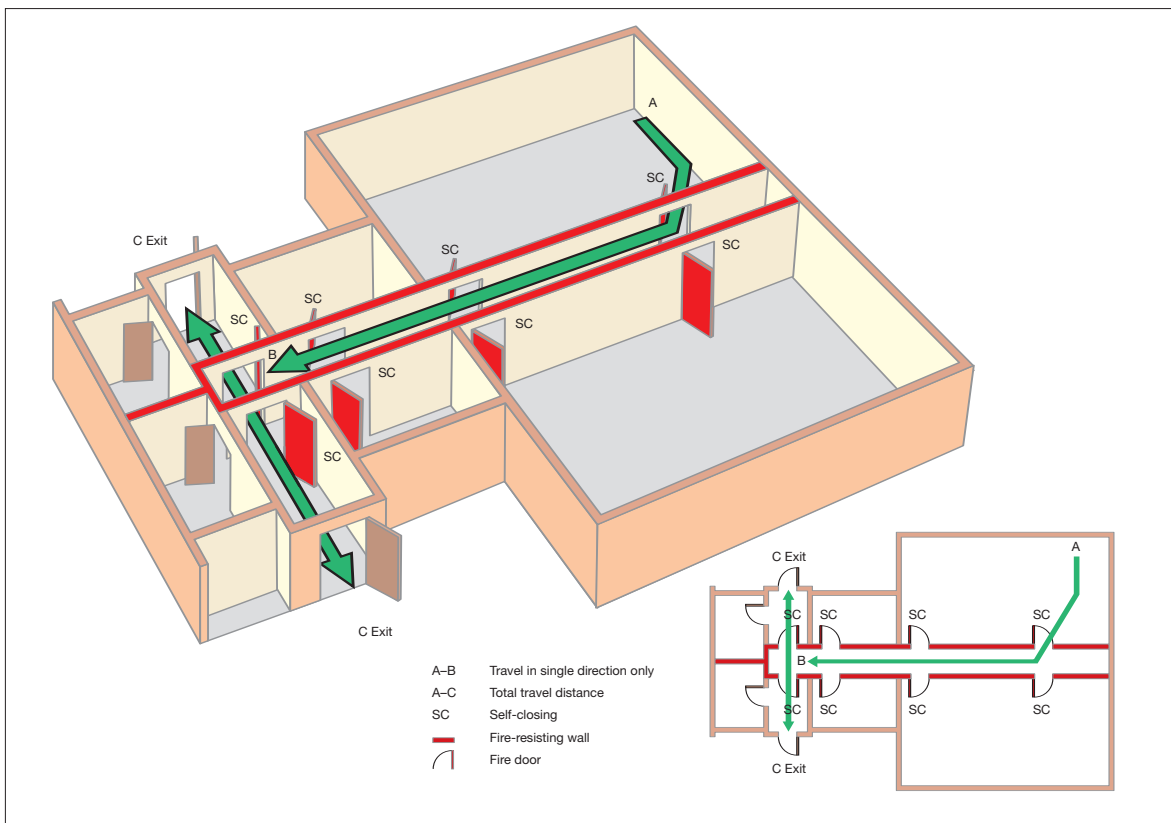 A
SC
C Exit
SC
SC
SC
SC
SC
B
SC
SC
C Exit
A–B Travel in single direction only
A–C Total travel distance
SC Self-closing
Fire-resisting wall
Fire door
A
C Exit
SC SC SC SC
B
SC SC SC SC
C Exit